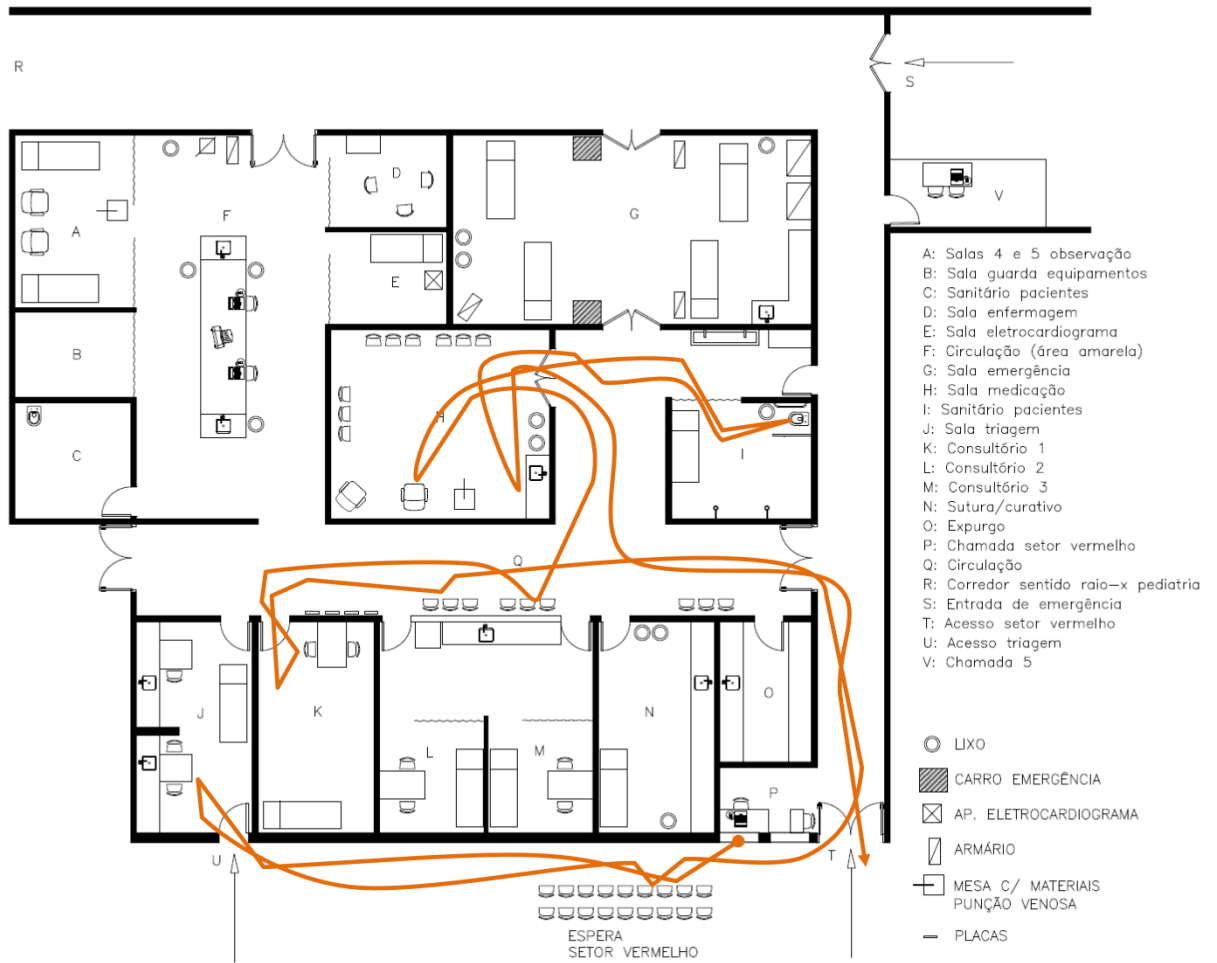 R
S
D
V
F
G
A
E
B
H
C
I
Q
J
K
L
M
N
O
P
U
T
ESPERA
SETOR VERMELHO
A: Salas 4 e 5 observação
B: Sala guarda equipamentos
C: Sanitário pacientes
D: Sala enfermagem
E: Sala eletrocardiograma
F: Circulação (área amarela)
G: Sala emergência
H: Sala medicação
I: Sanitário pacientes
J: Sala triagem
K: Consultório 1
L: Consultório 2
M: Consultório 3
N: Sutura/curativo
O: Expurgo
P: Chamada setor vermelho
Q: Circulação
R: Corredor sentido raio-x pediatria
S: Entrada de emergência
T: Acesso setor vermelho
U: Acesso triagem
V: Chamada 5
LIXO
CARRO EMERGÊNCIA
AP. ELETROCARDIOGRAMA
ARMÁRIO
MESA C/ MATERIAIS
PUNÇÃO VENOSA
PLACAS